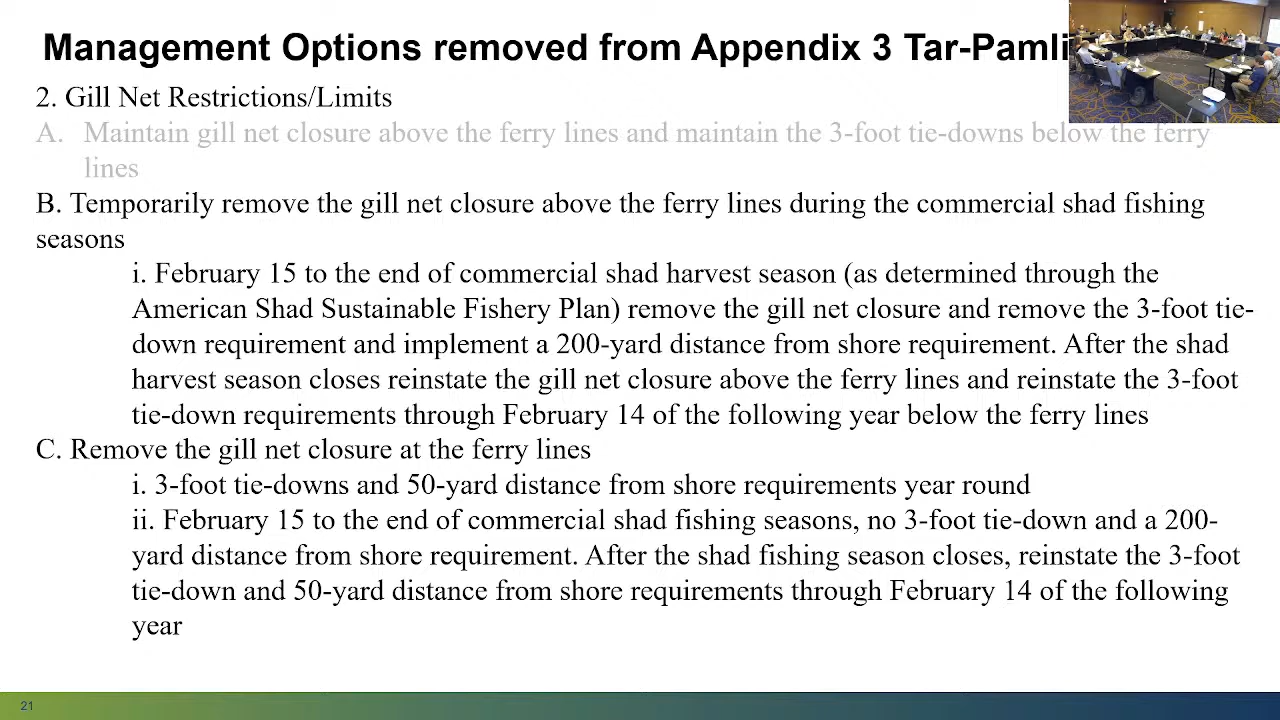 Management Options removed from Appendix 3 Tar-Pamli
2. Gill Net Restrictions/Limits
A. Maintain gill net closure above the ferry lines and maintain the 3-foot tie-downs below the ferry
lines
B. Temporarily remove the gill net closure above the ferry lines during the commercial shad fishing
seasons
i. February 15 to the end of commercial shad harvest season (as determined through the
American Shad Sustainable Fishery Plan) remove the gill net closure and remove the 3-foot tie-
down requirement and implement a 200-yard distance from shore requirement. After the shad
harvest season closes reinstate the gill net closure above the ferry lines and reinstate the 3-foot
tie-down requirements through February 14 of the following year below the ferry lines
C. Remove the gill net closure at the ferry lines
i. 3-foot tie-downs and 50-yard distance from shore requirements year round
ii. February 15 to the end of commercial shad fishing seasons, no 3-foot tie-down and a 200-
yard distance from shore requirement. After the shad fishing season closes, reinstate the 3-foot
tie-down and 50-yard distance from shore requirements through February 14 of the following
year
21